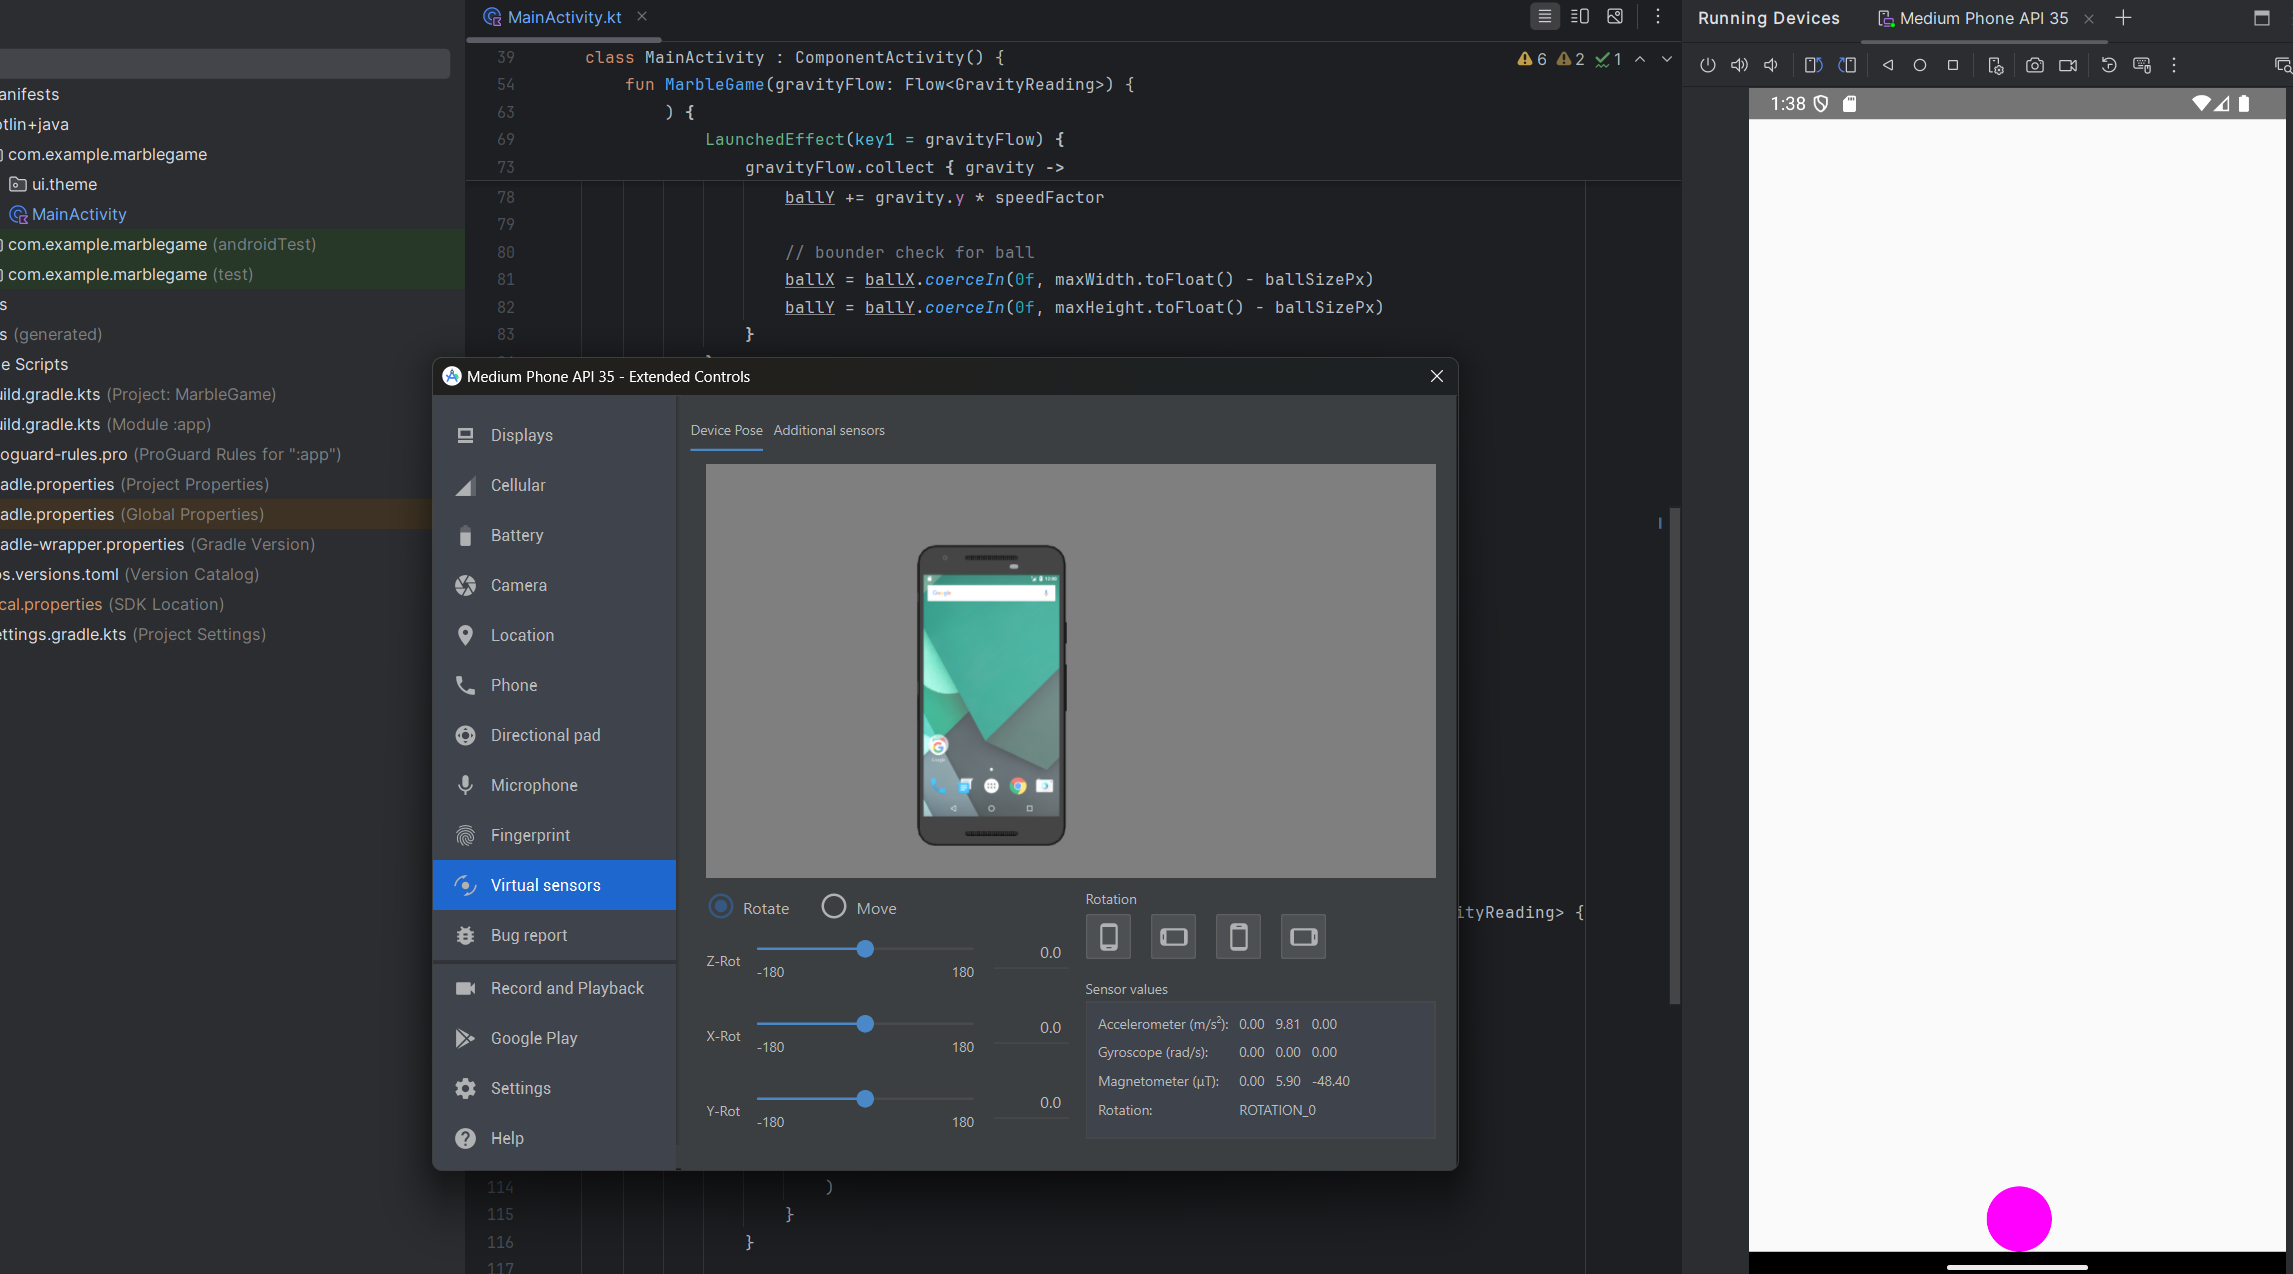 MainActivity.kt
Running Devices
Medium Phone API 35
39 class MainActivity : ComponentActivity() {
6 2 1
54 fun MarbleGame(gravityFlow: Flow<GravityReading>) {
63 ) {
69 LaunchedEffect(key1 = gravityFlow) {
73 gravityFlow.collect { gravity ->
78 ballY += gravity.y * speedFactor
79
80 // bounder check for ball
81 ballX = ballX.coerceIn(0f, maxWidth.toFloat() - ballSizePx)
82 ballY = ballY.coerceIn(0f, maxHeight.toFloat() - ballSizePx)
83 }
ityReading> {
114 )
115 }
116 }
117
anifests
tlin+java
com.example.marblegame
ui.theme
MainActivity
com.example.marblegame (androidTest)
com.example.marblegame (test)
s
s (generated)
e Scripts
uild.gradle.kts (Project: MarbleGame)
uild.gradle.kts (Module :app)
oguard-rules.pro (ProGuard Rules for ":app")
adle.properties (Project Properties)
adle.properties (Global Properties)
adle-wrapper.properties (Gradle Version)
s.versions.toml (Version Catalog)
cal.properties (SDK Location)
ettings.gradle.kts (Project Settings)
Medium Phone API 35 - Extended Controls
Displays
Cellular
Battery
Camera
Location
Phone
Directional pad
Microphone
Fingerprint
Virtual sensors
Bug report
Record and Playback
Google Play
Settings
Help
Device Pose Additional sensors
Google
Rotate Move
Z-Rot
-180 180
0.0
X-Rot
-180 180
0.0
Y-Rot
-180 180
0.0
Rotation
Sensor values
Accelerometer (m/s²): 0.00 9.81 0.00
Gyroscope (rad/s): 0.00 0.00 0.00
Magnetometer (μT): 0.00 5.90 -48.40
Rotation: ROTATION_0
1:38